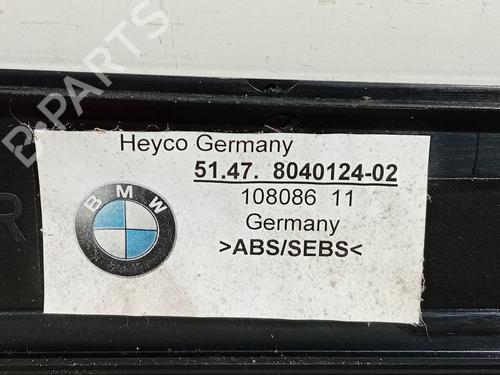 B-PARTS
Heyco Germany
51.47. 8040124-02
108086 11
Germany
>ABS/SEBS<
BMW
R